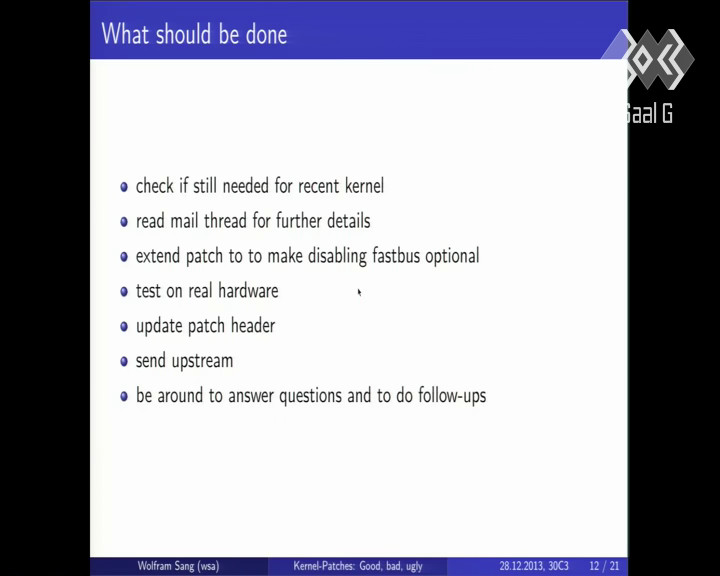 What should be done
Saal G
check if still needed for recent kernel
read mail thread for further details
extend patch to to make disabling fastbus optional
test on real hardware
update patch header
send upstream
be around to answer questions and to do follow-ups
Wolfram Sang (wsa) Kernel-Patches: Good, bad, ugly 28.12.2013, 30C3 12 / 21